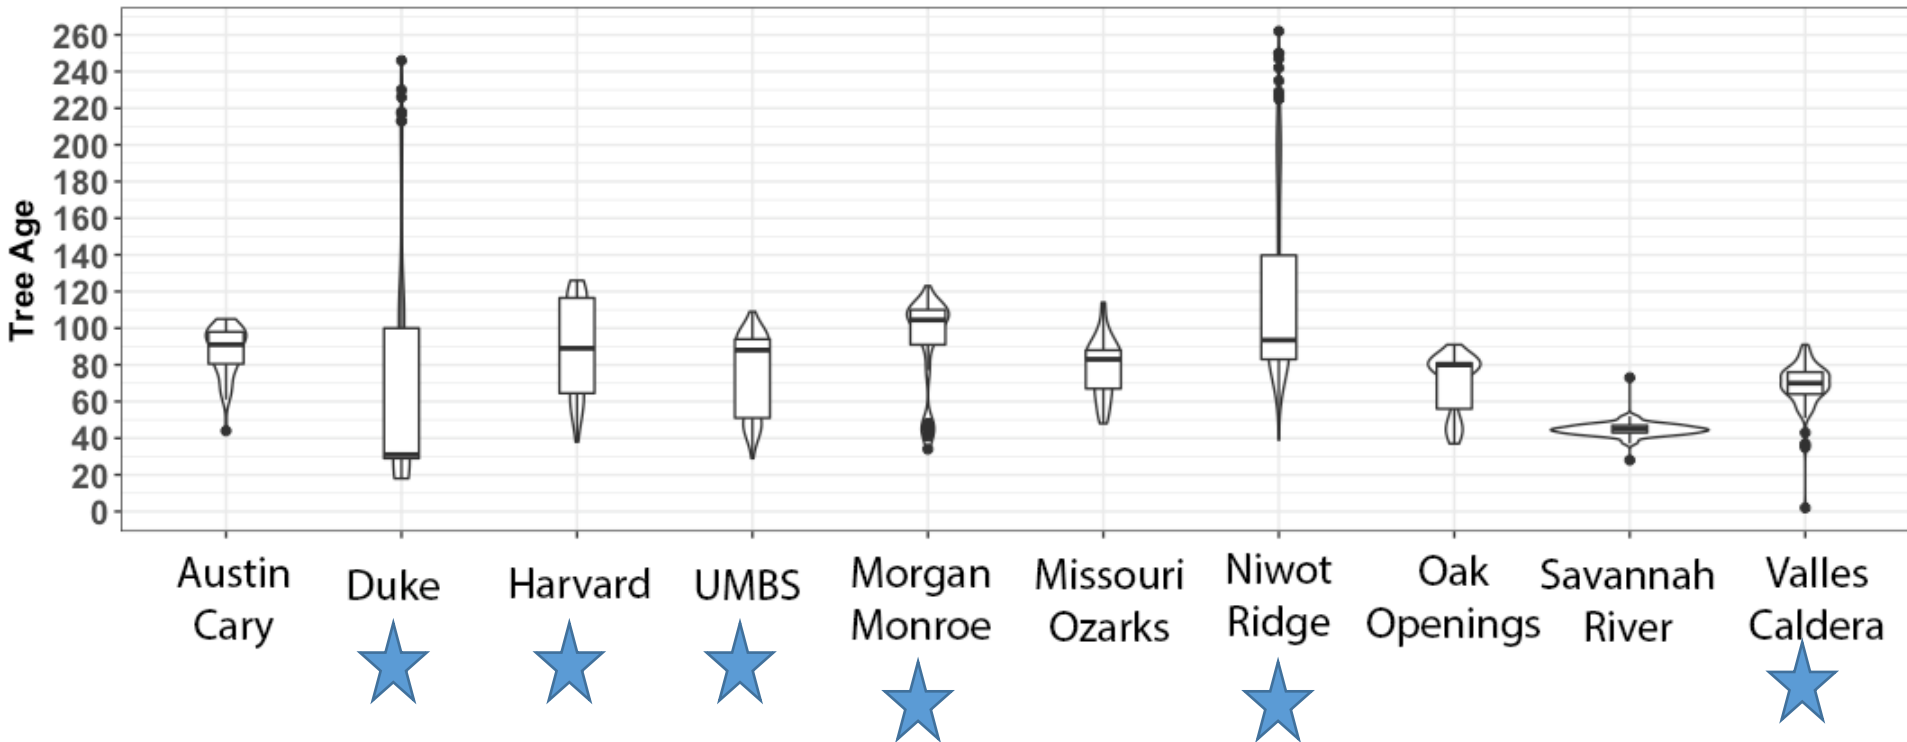 Tree Age
260
240
220
200
180
160
140
120
100
80
60
40
20
0
Austin
Cary
Duke
Harvard
UMBS
Morgan
Monroe
Missouri
Ozarks
Niwot
Ridge
Oak
Openings
Savannah
River
Valles
Caldera